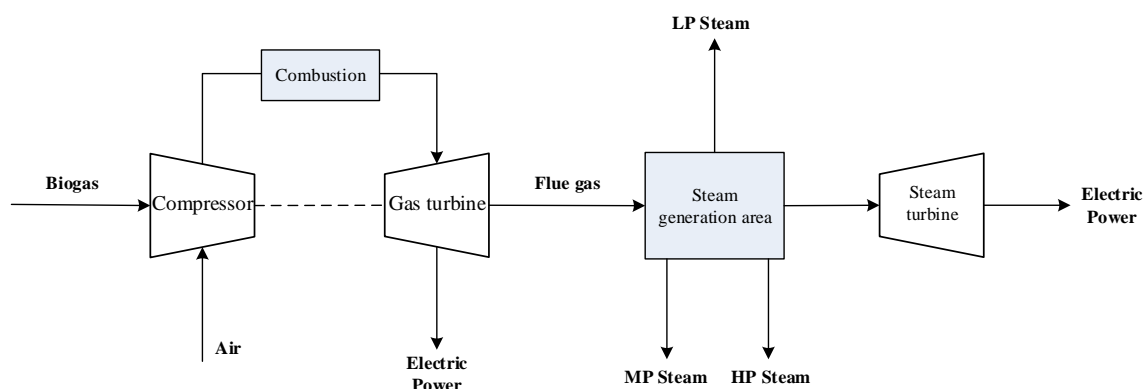 LP Steam
Combustion
Biogas
Compressor
Gas turbine
Flue gas
Steam
generation area
Steam
turbine
Electric
Power
Air
Electric
Power
MP Steam
HP Steam